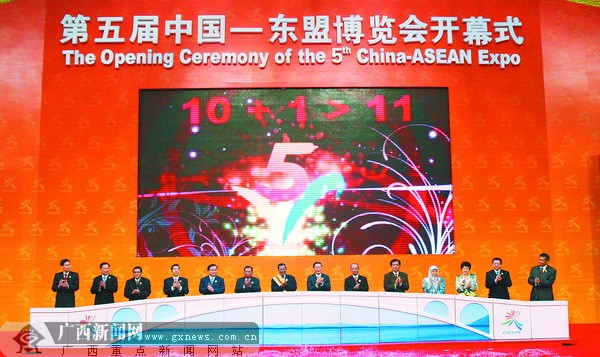 第五届中国—东盟博览会开幕式
The Opening Ceremony of the 5th China-ASEAN Expo
10 + 1 > 11
5
广西新闻网 www.gxnews.com.cn
广西重点新闻网站